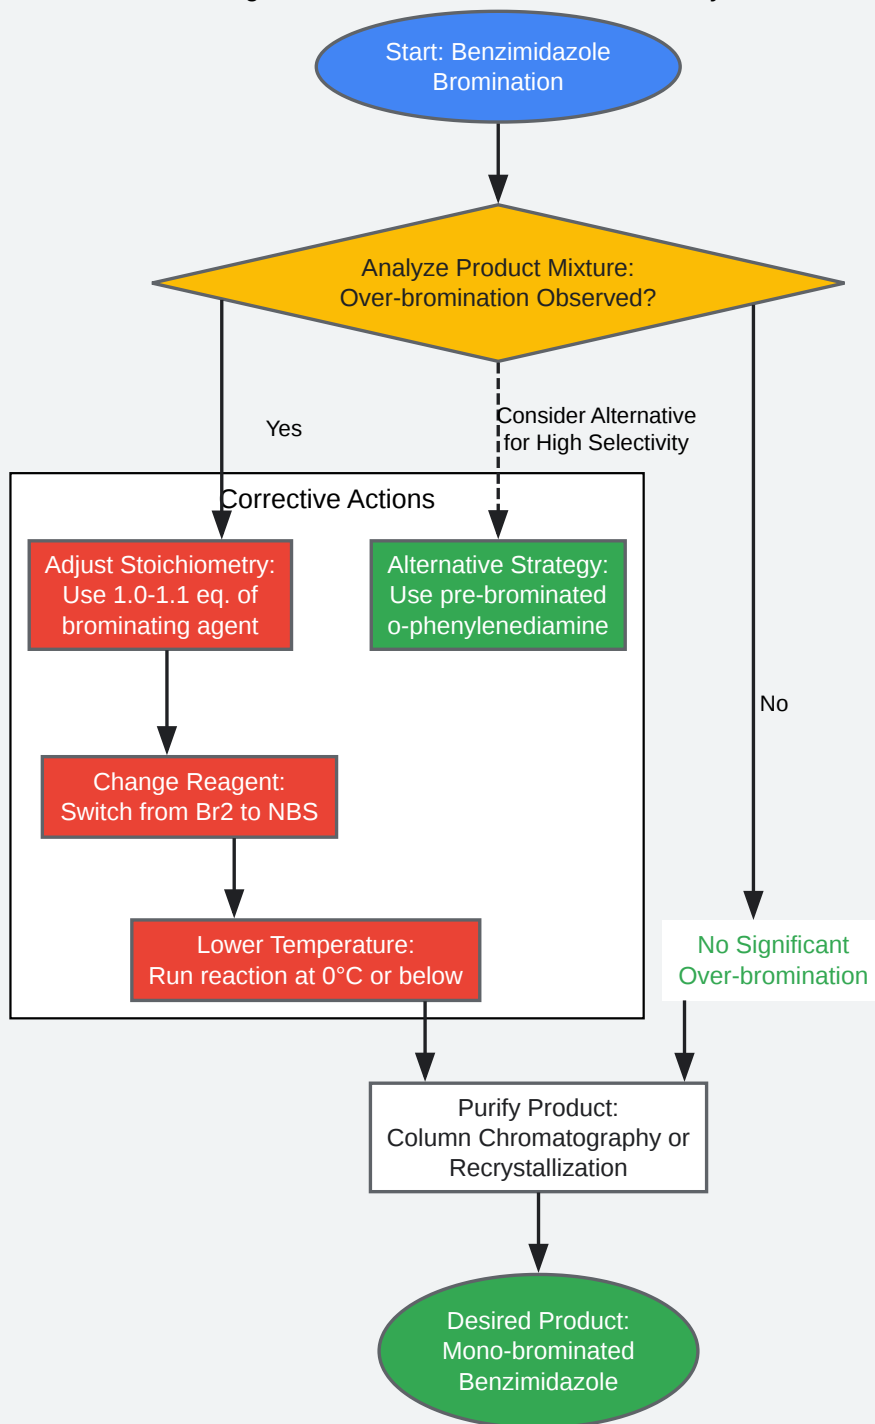 Start: Benzimidazole
Bromination
Analyze Product Mixture:
Over-bromination Observed?
Yes
Consider Alternative
for High Selectivity
Corrective Actions
Adjust Stoichiometry:
Use 1.0-1.1 eq. of
brominating agent
Alternative Strategy:
Use pre-brominated
o-phenylenediamine
No
Change Reagent:
Switch from Br2 to NBS
Lower Temperature:
Run reaction at 0°C or below
No Significant
Over-bromination
Purify Product:
Column Chromatography or
Recrystallization
Desired Product:
Mono-brominated
Benzimidazole